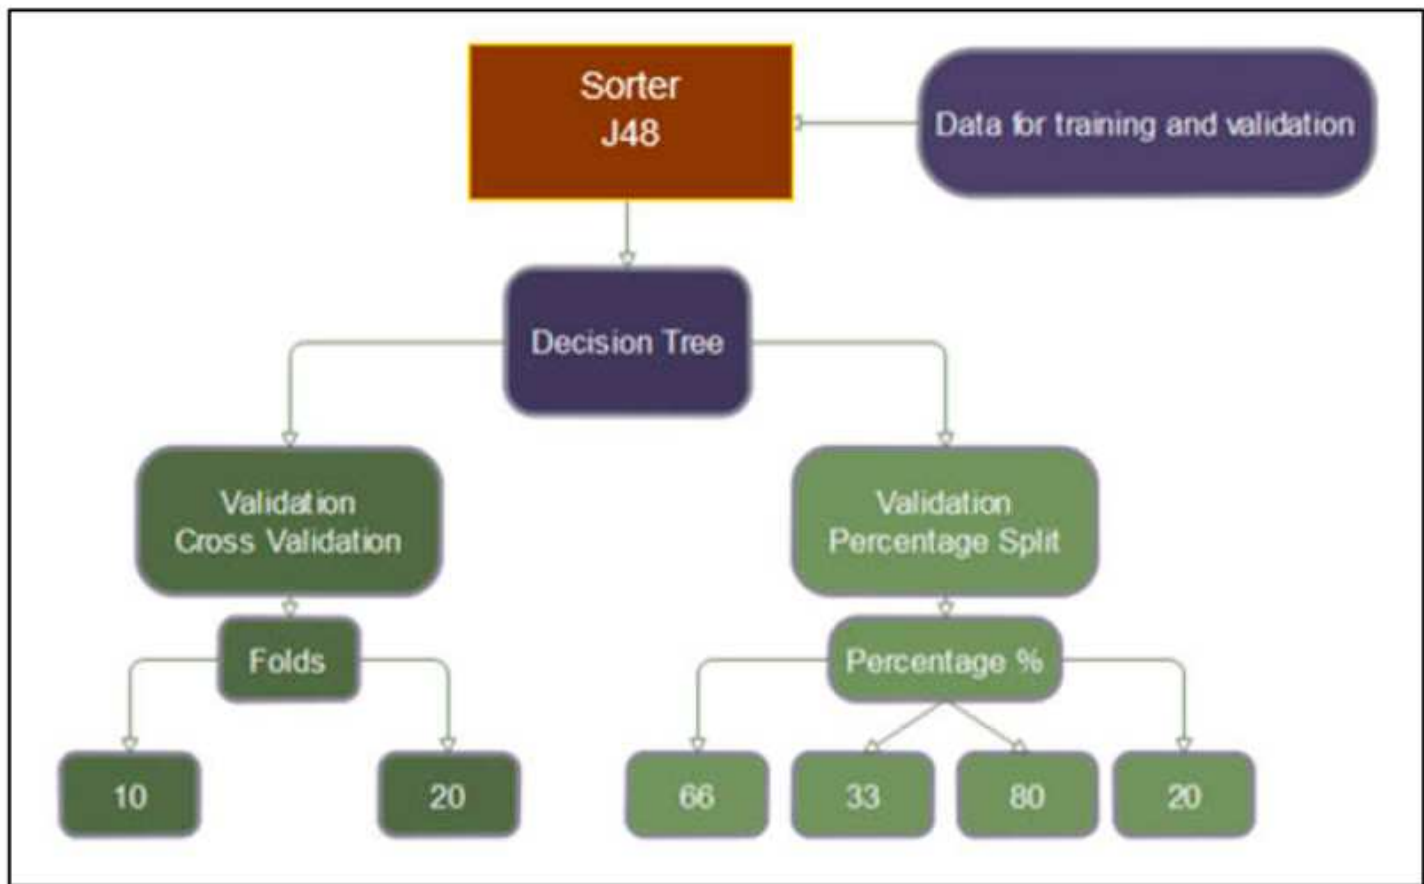 Sorter
J48
Data for training and validation
Decision Tree
Validation
Cross Validation
Validation
Percentage Split
Folds
Percentage %
10
20
66
33
80
20